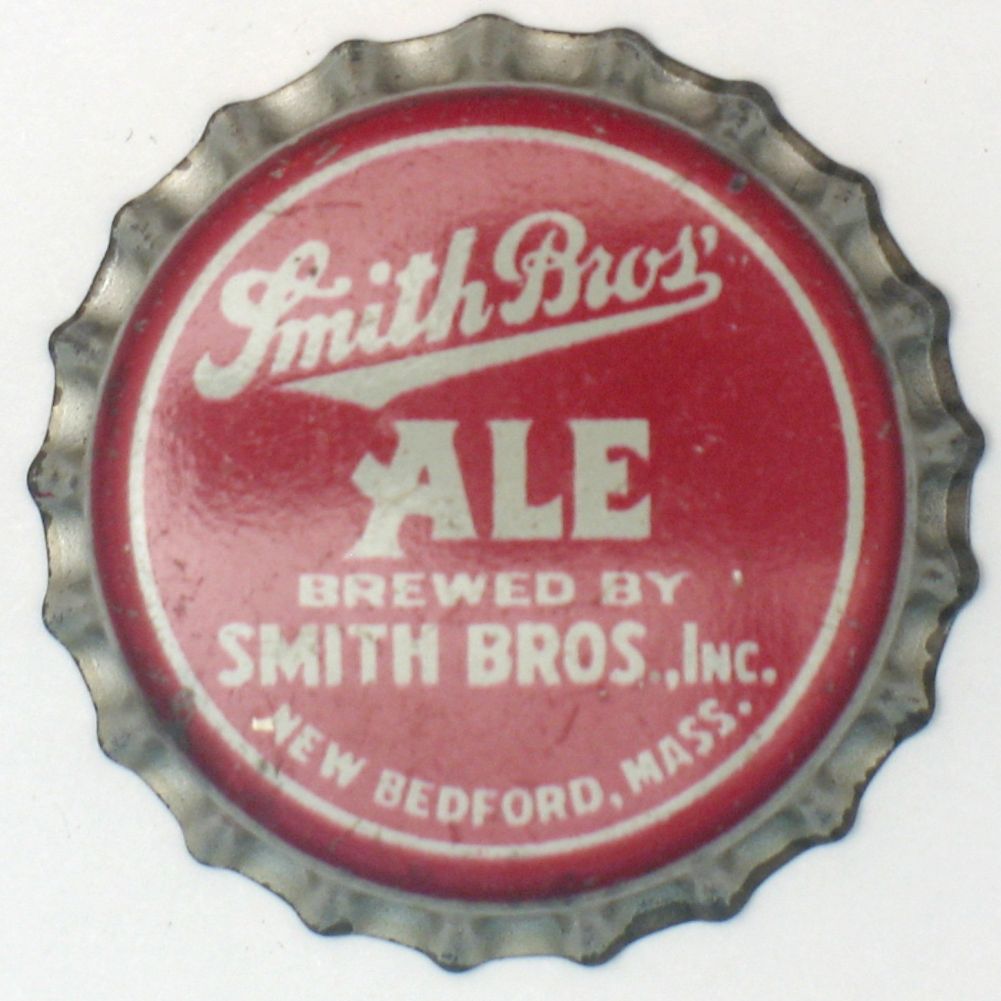 Smith Bros'
ALE
BREWED BY
SMITH BROS., INC.
NEW BEDFORD, MASS.